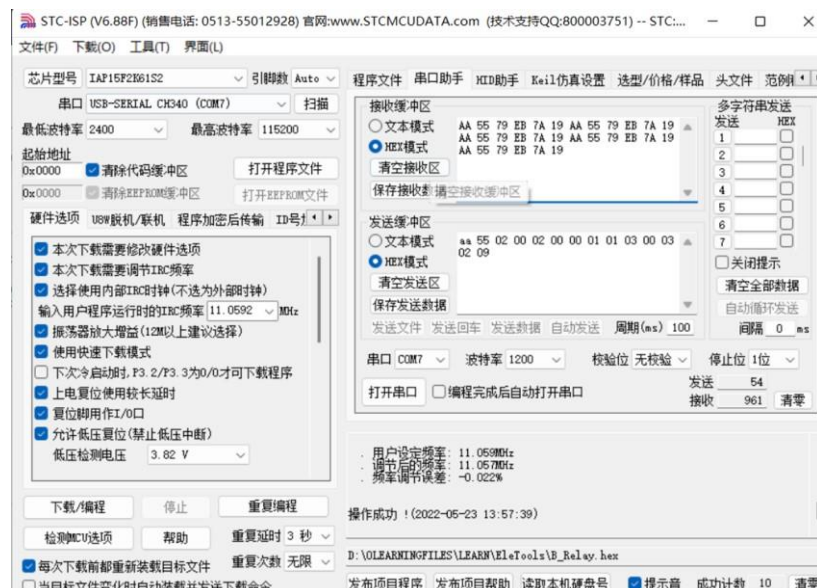 STC-ISP (V6.88F) (销售电话: 0513-55012928) 官网:www.STCMCUDATA.com (技术支持QQ:800003751) -- STC:...
文件(F) 下载(O) 工具(T) 界面(L)
芯片型号 IAP15F2K61S2 引脚数 Auto
串口 USB-SERIAL CH340 (COM7) 扫描
最低波特率 2400 最高波特率 115200
起始地址
0x0000 清除代码缓冲区 打开程序文件
0x0000 清除EEPROM缓冲区 打开EEPROM文件
硬件选项 U8W脱机/联机 程序加密后传输 ID号
本次下载需要修改硬件选项
本次下载需要调节IRC频率
选择使用内部IRC时钟(不选为外部时钟)
输入用户程序运行时的IRC频率 11.0592 MHz
振荡器放大增益(12M以上建议选择)
使用快速下载模式
下次冷启动时,P3.2/P3.3为0/0才可下载程序
上电复位使用较长延时
复位脚用作I/O口
允许低压复位(禁止低压中断)
低压检测电压 3.82 V
下载/编程 停止 重复编程
检测MCU选项 帮助 重复延时 3 秒
每次下载前都重新装载目标文件 重复次数 无限
当目标文件变化时自动装载并发送下载命令
程序文件 串口助手 HID助手 Keil仿真设置 选型/价格/样品 头文件 范例
接收缓冲区
文本模式
HEX模式
清空接收区
保存接收数
清空接收缓冲区
AA 55 79 EB 7A 19 AA 55 79 EB 7A 19
AA 55 79 EB 7A 19 AA 55 79 EB 7A 19
AA 55 79 EB 7A 19
发送缓冲区
文本模式
HEX模式
清空发送区
保存发送数据
aa 55 02 00 02 00 00 01 01 03 00 03
02 09
发送文件 发送回车 发送数据 自动发送 周期(ms) 100
多字符串发送
发送 HEX
1
2
3
4
5
6
7
关闭提示
清空全部数据
自动循环发送
间隔 0 ms
串口 COM7 波特率 1200 校验位 无校验 停止位 1位
打开串口 编程完成后自动打开串口
发送 54
接收 961 清零
. 用户设定频率: 11.059MHz
. 调节后的频率: 11.057MHz
. 频率调节误差: -0.022%
操作成功 !(2022-05-23 13:57:39)
D:\OLEARNINGFILES\LEARN\EleTools\B_Relay.hex
发布项目程序 发布项目帮助 读取本机硬盘号 提示音 成功计数 10 清零